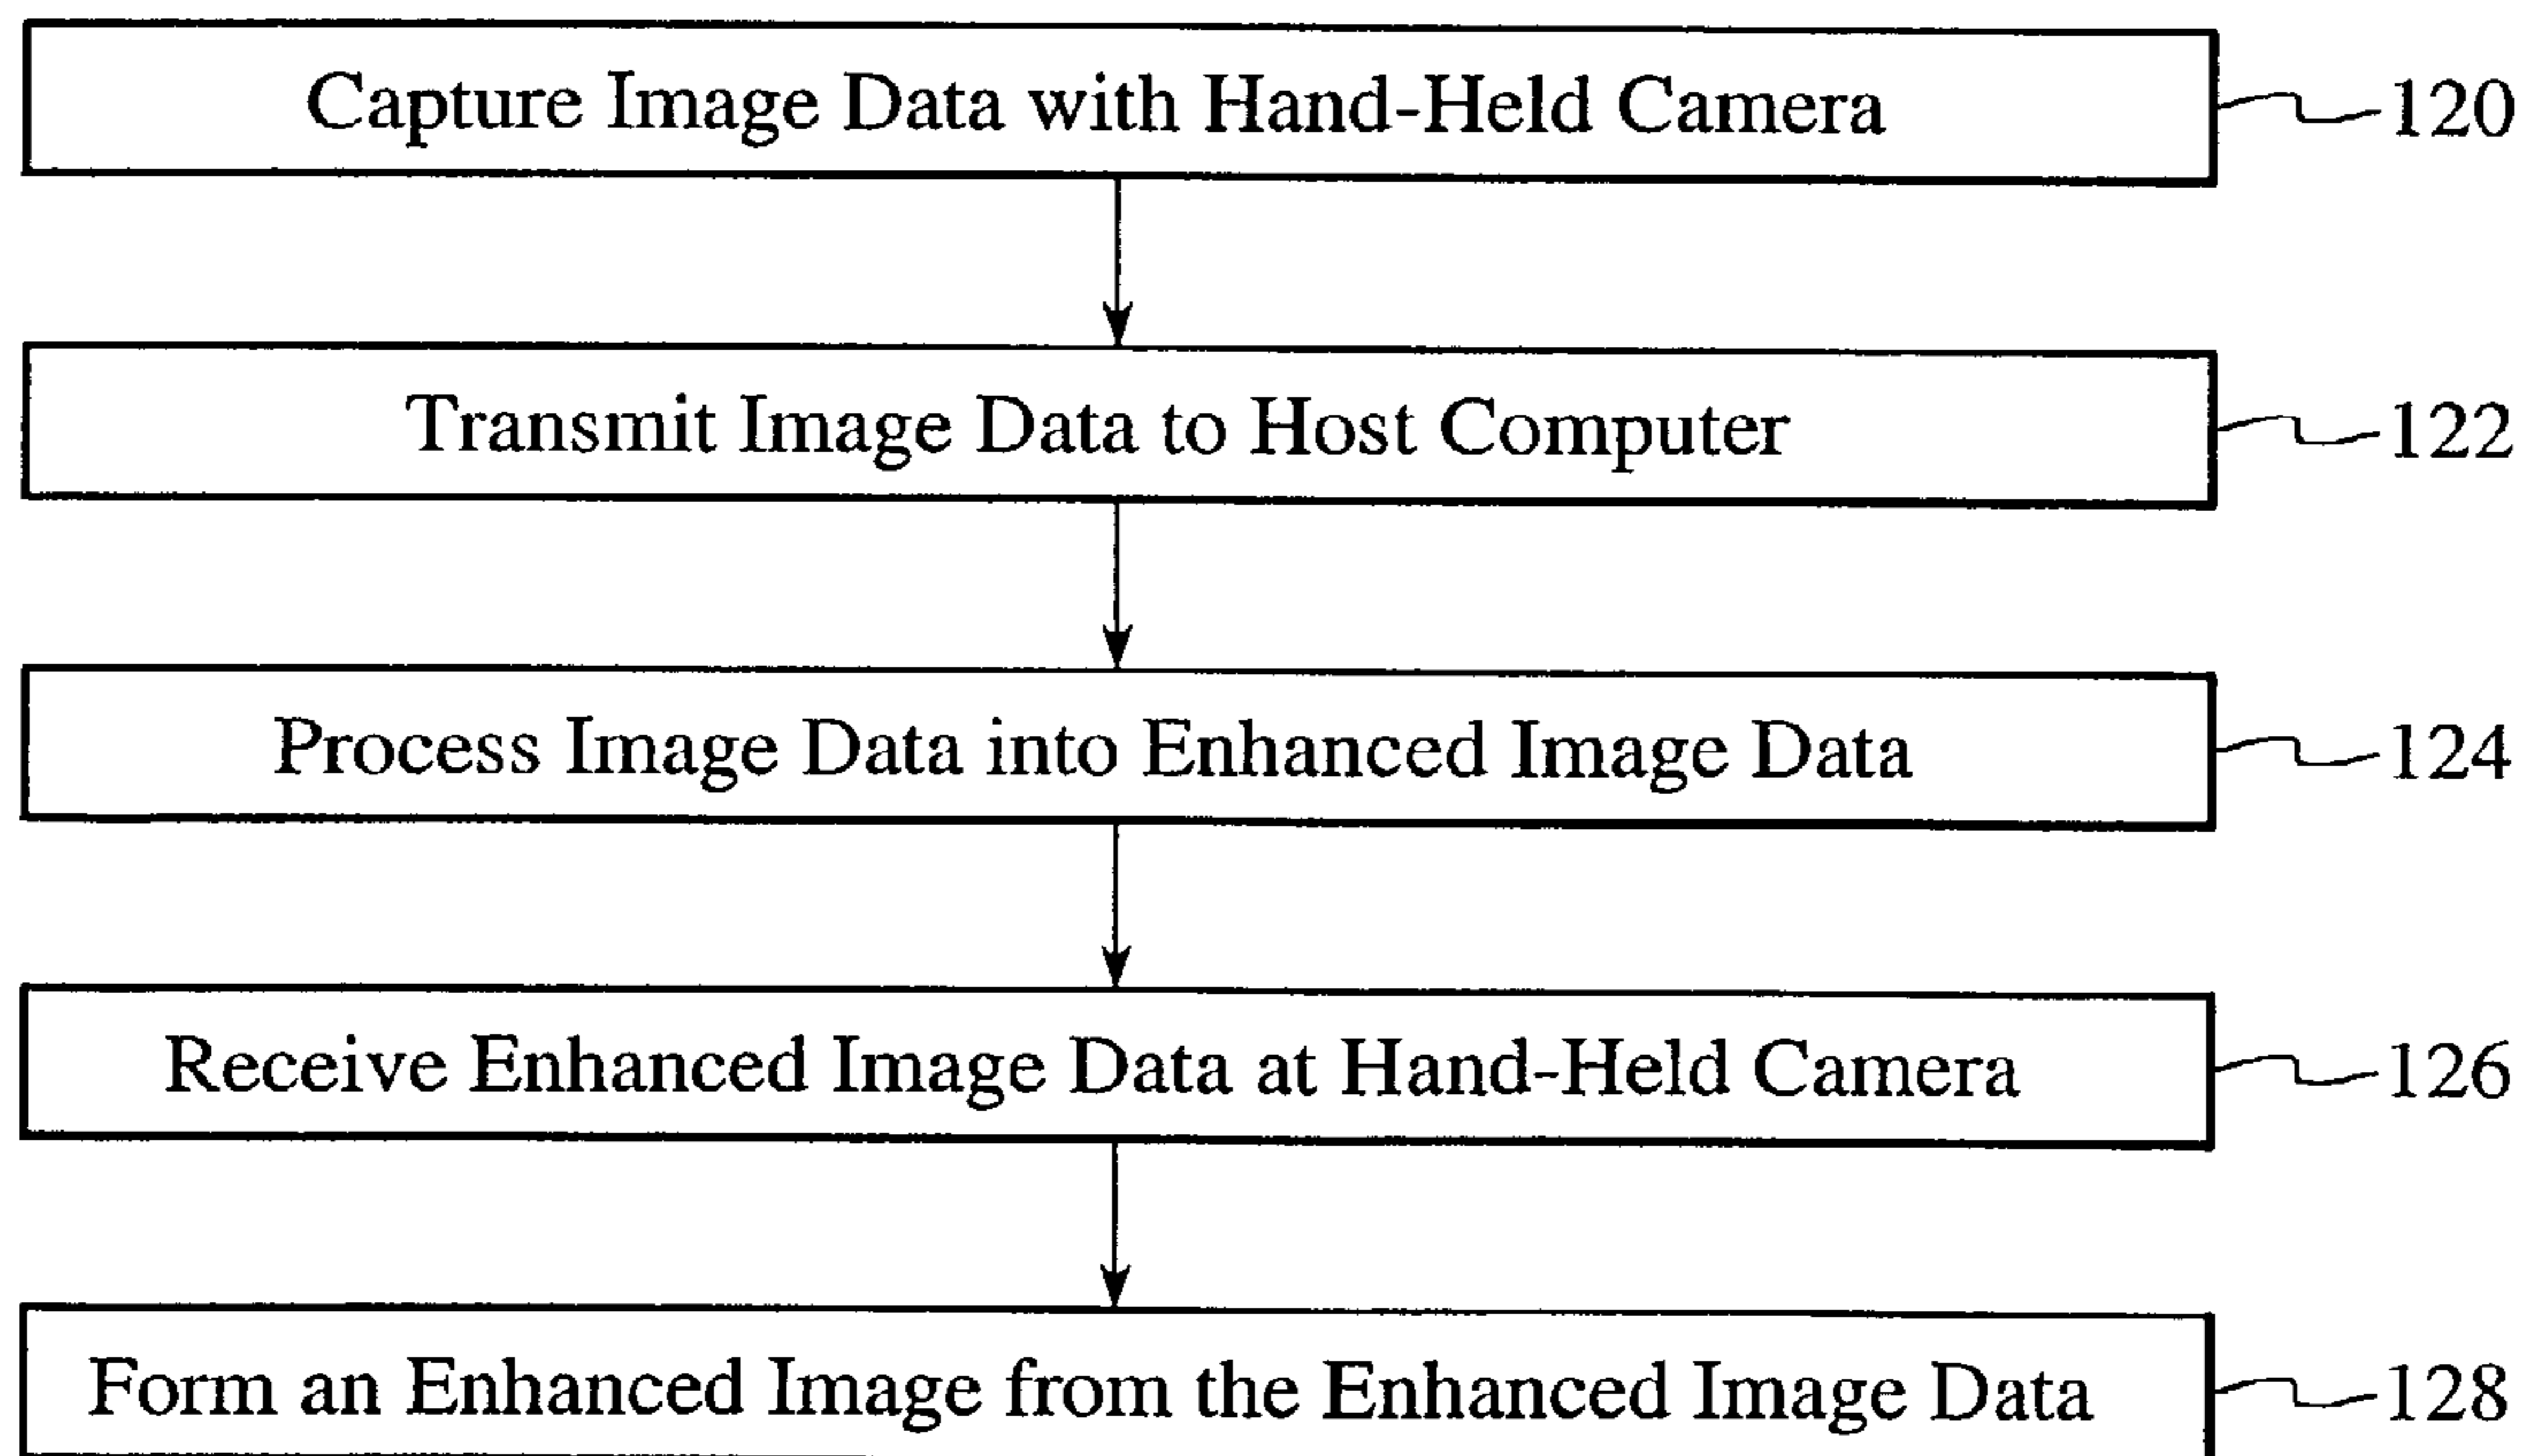 Capture Image Data with Hand-Held Camera 120
Transmit Image Data to Host Computer 122
Process Image Data into Enhanced Image Data 124
Receive Enhanced Image Data at Hand-Held Camera 126
Form an Enhanced Image from the Enhanced Image Data 128